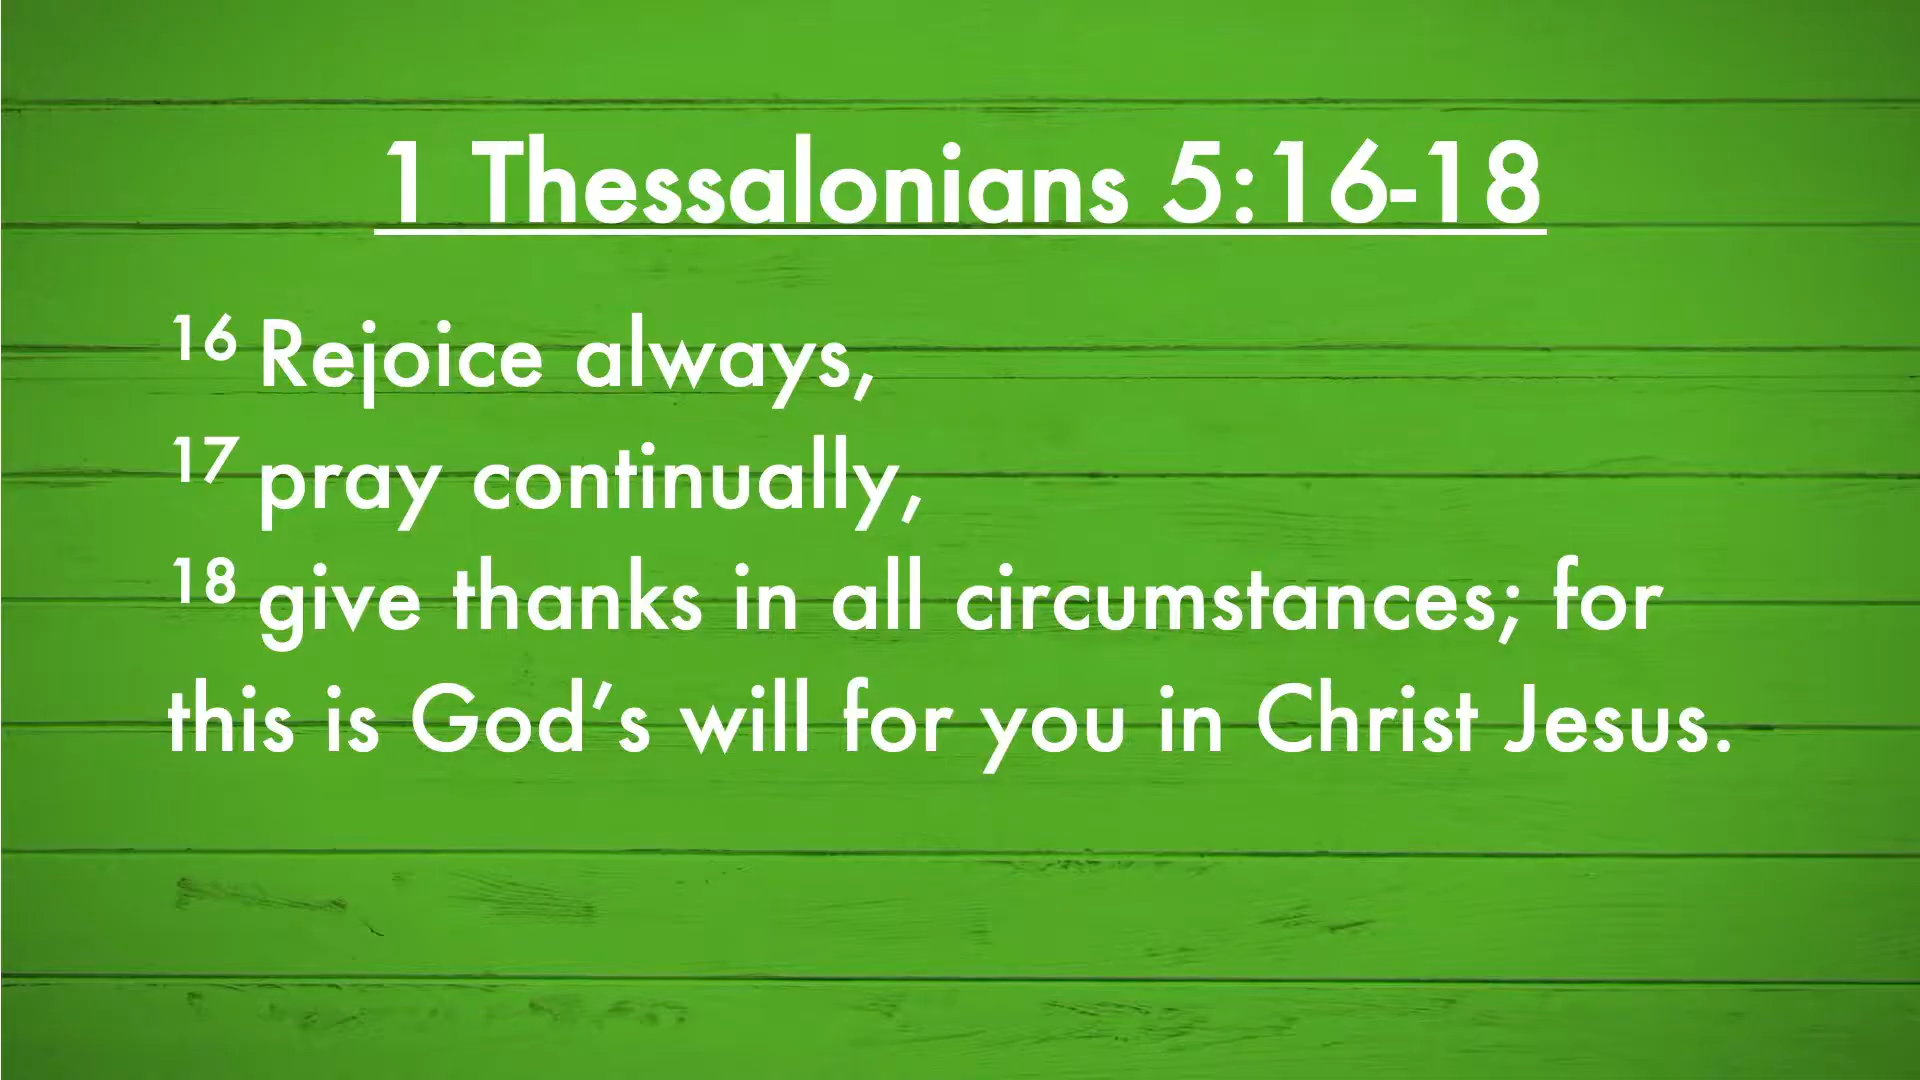 1 Thessalonians 5:16-18
16 Rejoice always,
17 pray continually,
18 give thanks in all circumstances; for
this is God’s will for you in Christ Jesus.